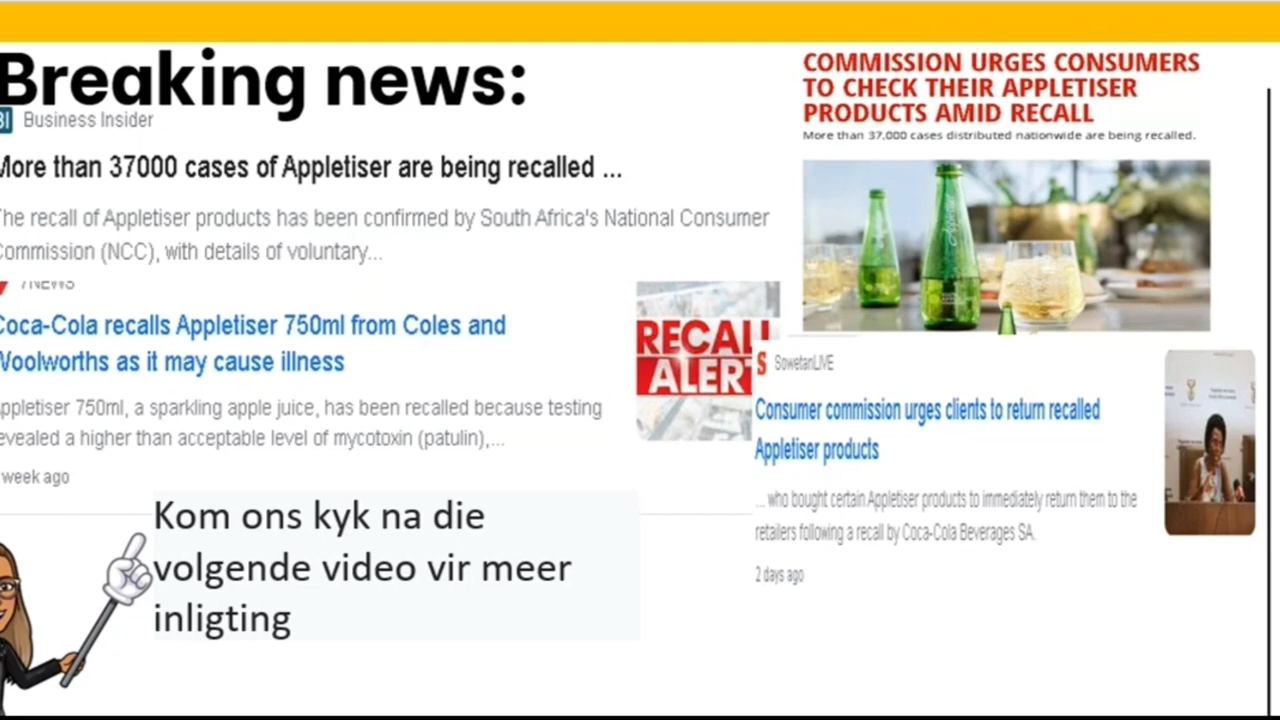 Breaking news:
BI Business Insider
More than 37000 cases of Appletiser are being recalled ...
The recall of Appletiser products has been confirmed by South Africa's National Consumer
Commission (NCC), with details of voluntary...
7NEWS
Coca-Cola recalls Appletiser 750ml from Coles and
Woolworths as it may cause illness
Appletiser 750ml, a sparkling apple juice, has been recalled because testing
revealed a higher than acceptable level of mycotoxin (patulin),...
week ago
RECALL
ALERT
Kom ons kyk na die
volgende video vir meer
inligting
COMMISSION URGES CONSUMERS
TO CHECK THEIR APPLETISER
PRODUCTS AMID RECALL
More than 37,000 cases distributed nationwide are being recalled.
S SowetanLIVE
Consumer commission urges clients to return recalled
Appletiser products
... who bought certain Appletiser products to immediately return them to the
retailers following a recall by Coca-Cola Beverages SA.
2 days ago